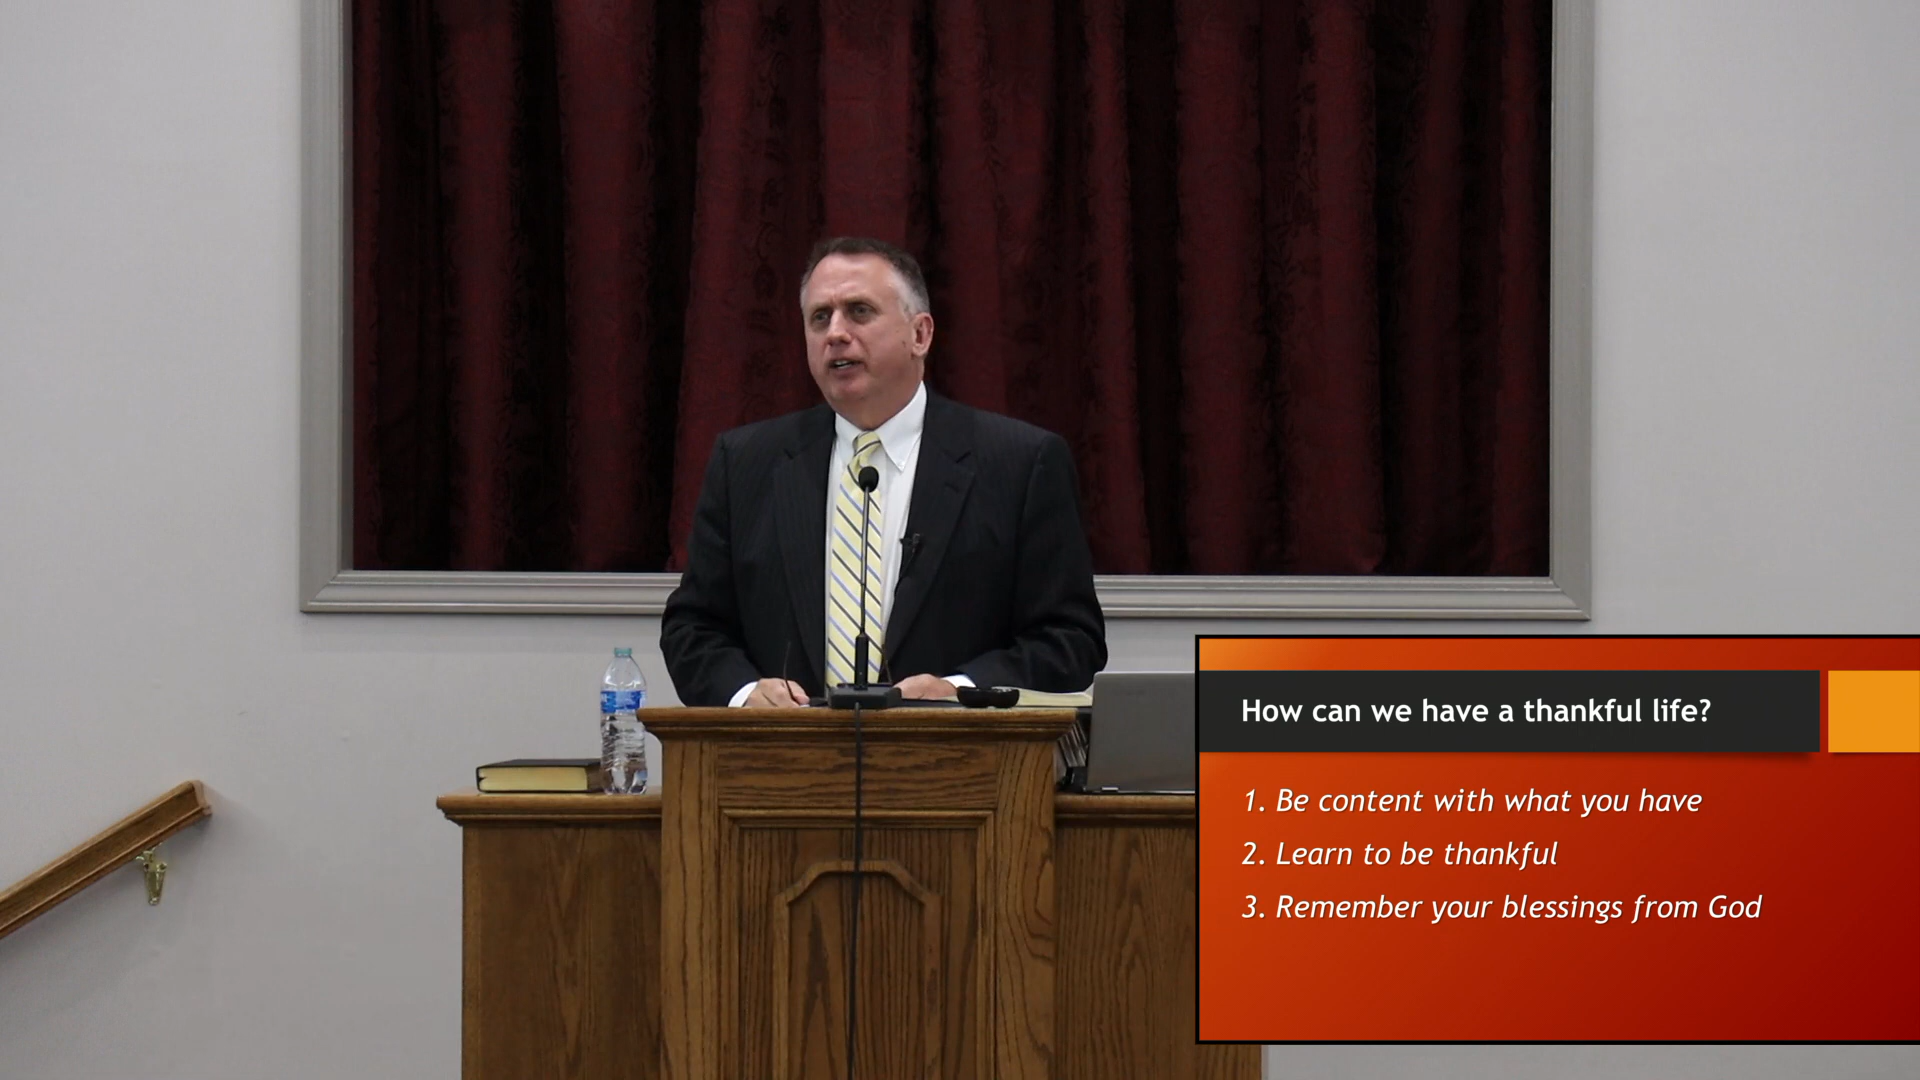 How can we have a thankful life?
1. Be content with what you have
2. Learn to be thankful
3. Remember your blessings from God